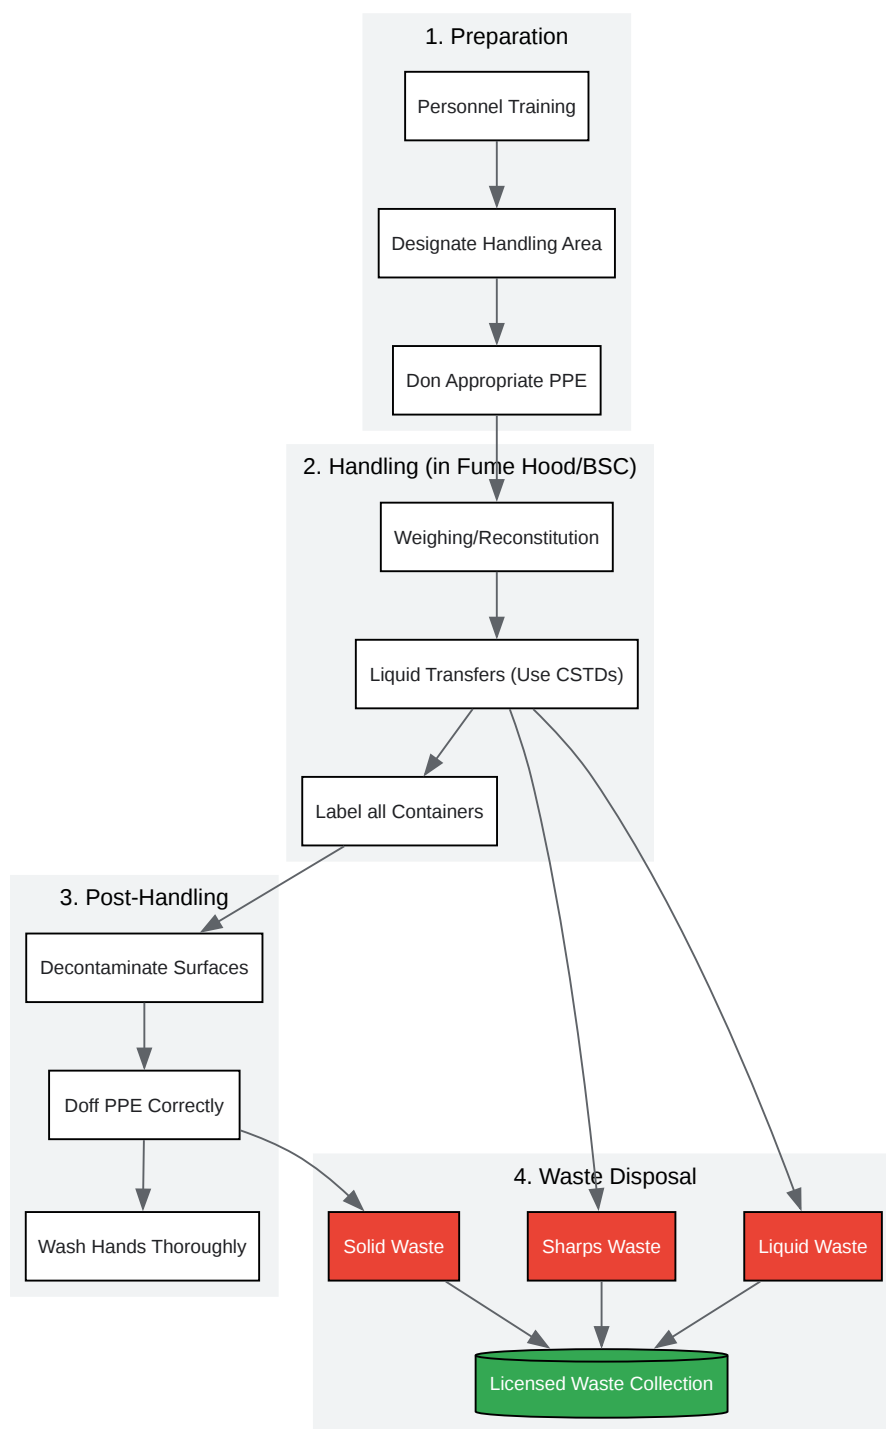 1. Preparation
Personnel Training
Designate Handling Area
Don Appropriate PPE
2. Handling (in Fume Hood/BSC)
Weighing/Reconstitution
Liquid Transfers (Use CSTDs)
Label all Containers
3. Post-Handling
Decontaminate Surfaces
Doff PPE Correctly
Wash Hands Thoroughly
4. Waste Disposal
Solid Waste
Sharps Waste
Liquid Waste
Licensed Waste Collection